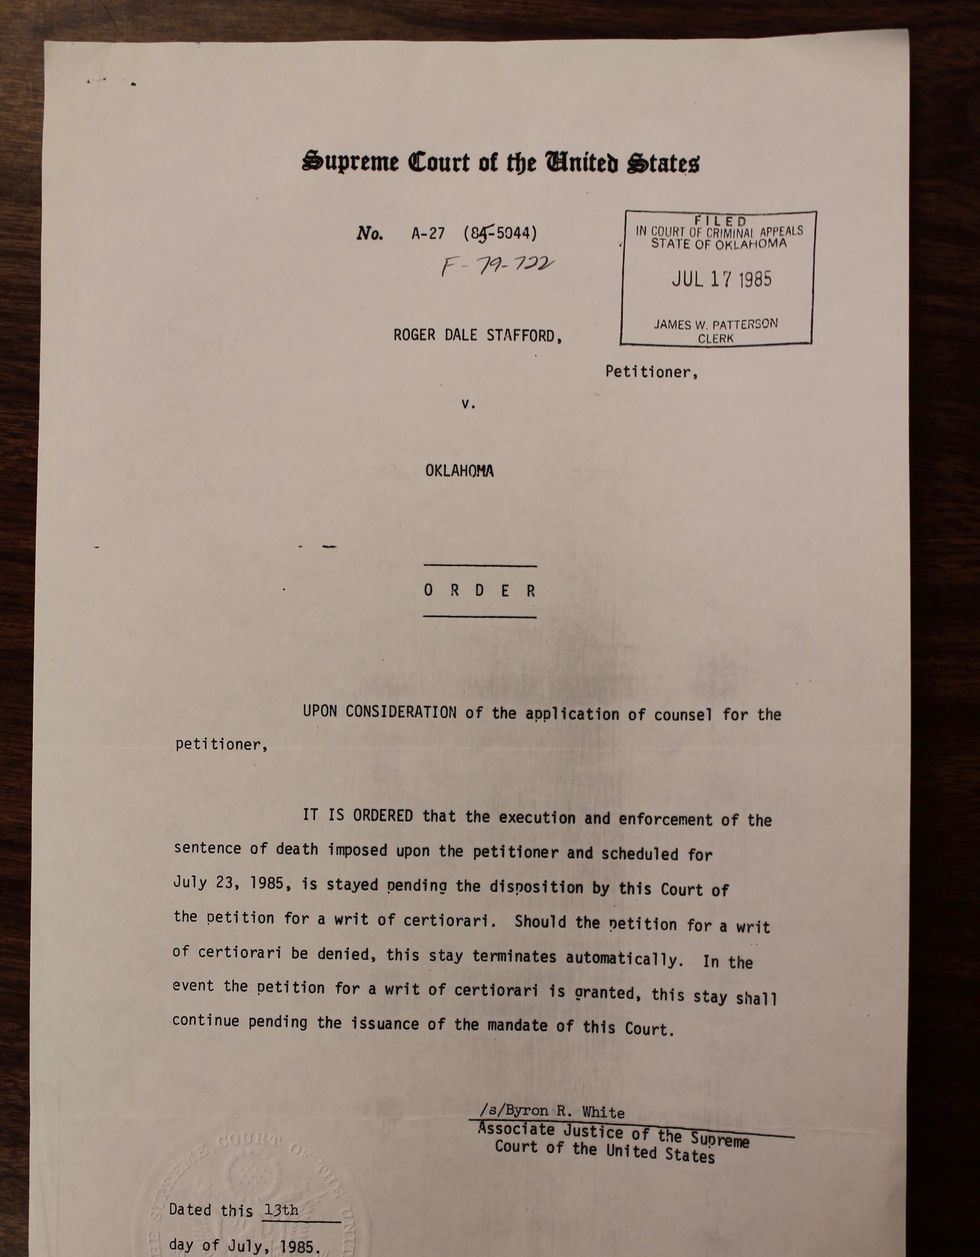 Supreme Court of the United States
No. A-27 (85-5044)
F-79-722
FILED
IN COURT OF CRIMINAL APPEALS
STATE OF OKLAHOMA
JUL 17 1985
JAMES W. PATTERSON
CLERK
ROGER DALE STAFFORD,
Petitioner,
v.
OKLAHOMA
O R D E R
UPON CONSIDERATION of the application of counsel for the
petitioner,
IT IS ORDERED that the execution and enforcement of the
sentence of death imposed upon the petitioner and scheduled for
July 23, 1985, is stayed pending the disposition by this Court of
the petition for a writ of certiorari. Should the petition for a writ
of certiorari be denied, this stay terminates automatically. In the
event the petition for a writ of certiorari is granted, this stay shall
continue pending the issuance of the mandate of this Court.
/s/Byron R. White
Associate Justice of the Supreme
Court of the United States
SUPREME COURT OF THE
Dated this 13th
day of July, 1985.